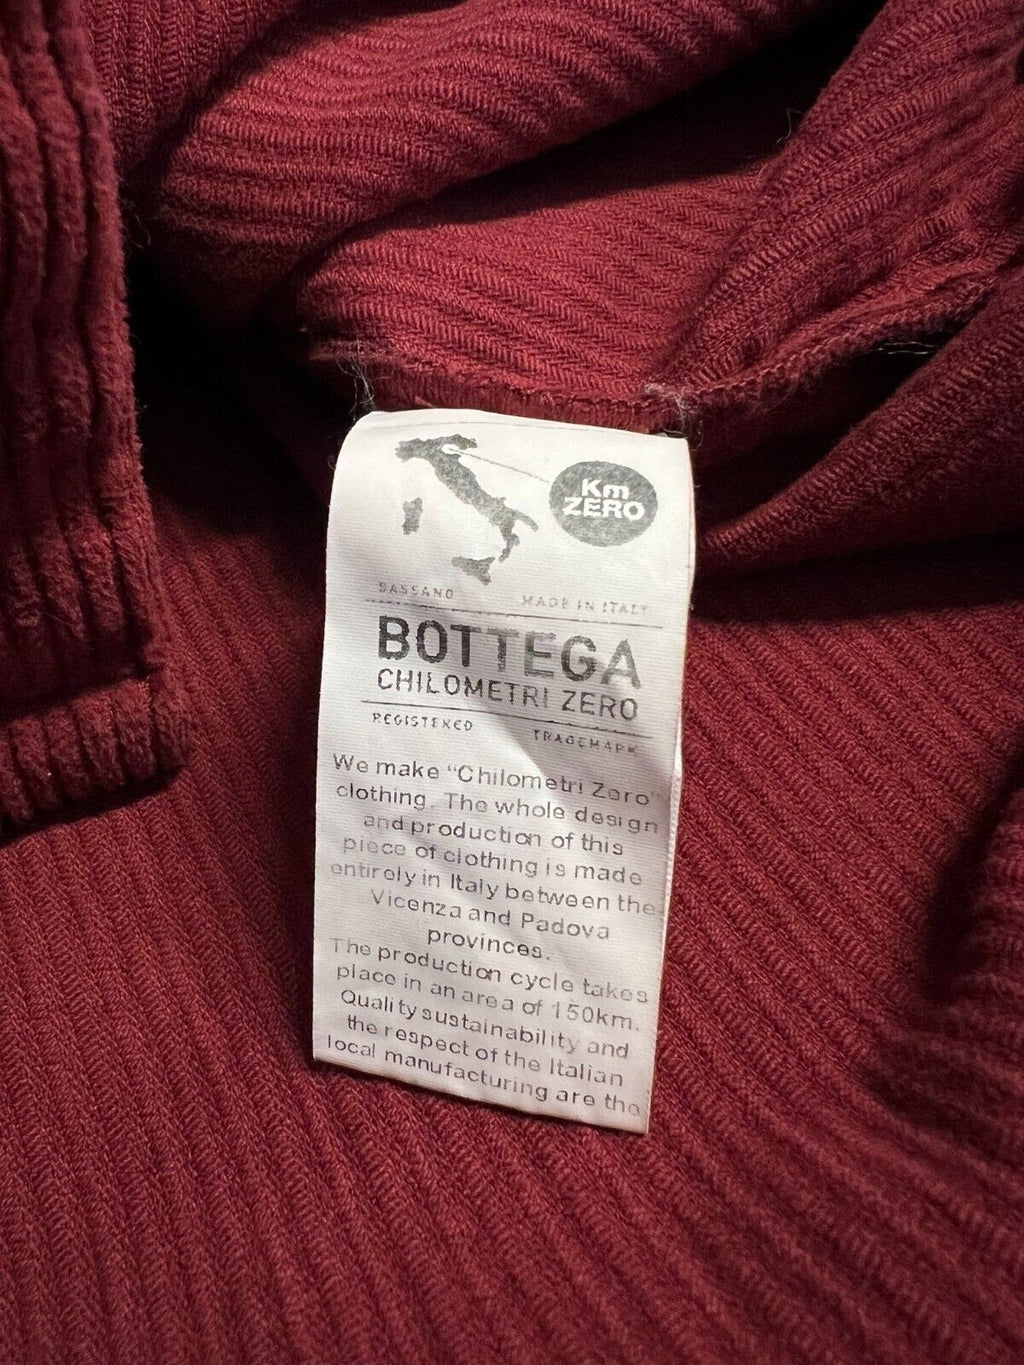 Km
ZERO
BASSANO MADE IN ITALY
BOTTEGA
CHILOMETRI ZERO
REGISTERED TRADEMARK
We make “Chilometri Zero”
clothing. The whole design
and production of this
piece of clothing is made
entirely in Italy between the
Vicenza and Padova
provinces.
The production cycle takes
place in an area of 150km.
Quality sustainability and
the respect of the Italian
local manufacturing are the